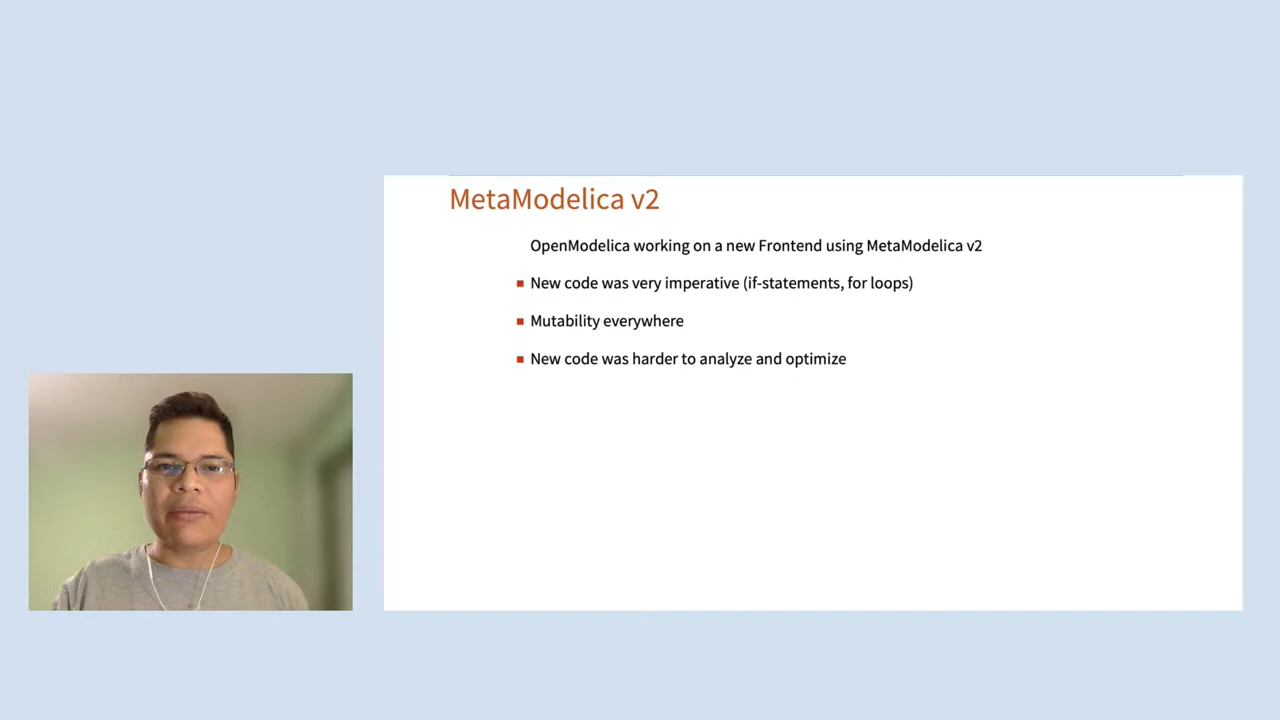 MetaModelica v2
OpenModelica working on a new Frontend using MetaModelica v2
New code was very imperative (if-statements, for loops)
Mutability everywhere
New code was harder to analyze and optimize